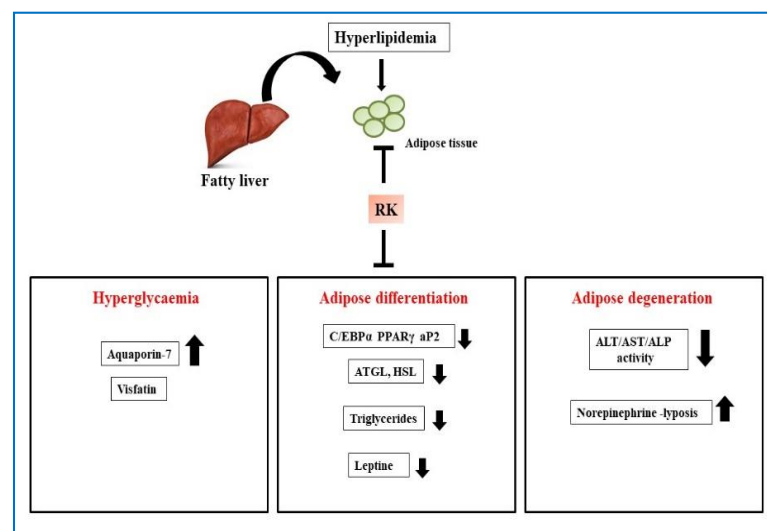 Hyperlipidemia
Adipose tissue
Fatty liver
RK
Hyperglycaemia
Aquaporin-7
Visfatin
Adipose differentiation
C/EBPα PPARγ aP2
ATGL, HSL
Triglycerides
Leptine
Adipose degeneration
ALT/AST/ALP
activity
Norepinephrine -lyposis